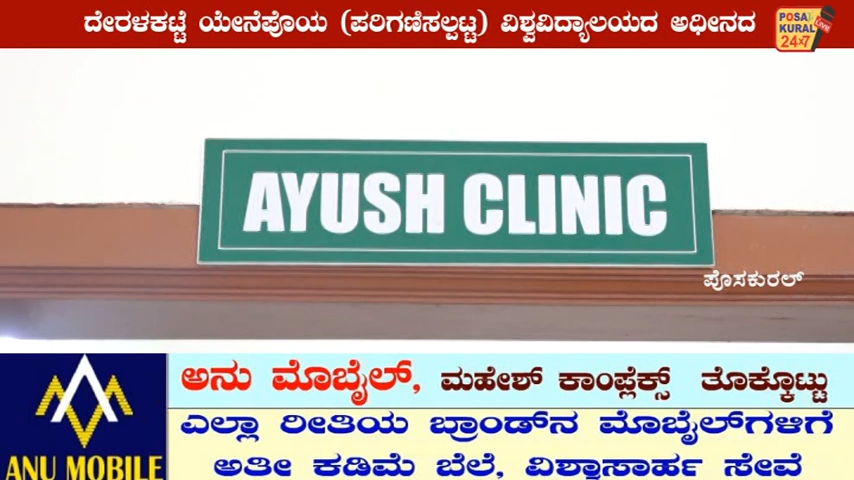 ದೇರಳಕಟ್ಟೆ ಯೇನೆಪೊಯ (ಪರಿಗಣಿಸಲ್ಪಟ್ಟ) ವಿಶ್ವವಿದ್ಯಾಲಯದ ಅಧೀನದ
POSA
KURAL
24x7
LIVE
AYUSH CLINIC
ಪೊಸಕುರಲ್
ಅನು ಮೊಬೈಲ್, ಮಹೇಶ್ ಕಾಂಪ್ಲೆಕ್ಸ್ ತೊಕ್ಕೊಟ್ಟು
ಎಲ್ಲಾ ರೀತಿಯ ಬ್ರಾಂಡ್‌ನ ಮೊಬೈಲ್‌ಗಳಿಗೆ
ಅತೀ ಕಡಿಮೆ ಬೆಲೆ, ವಿಶ್ವಾಸಾರ್ಹ ಸೇವೆ
ANU MOBILE